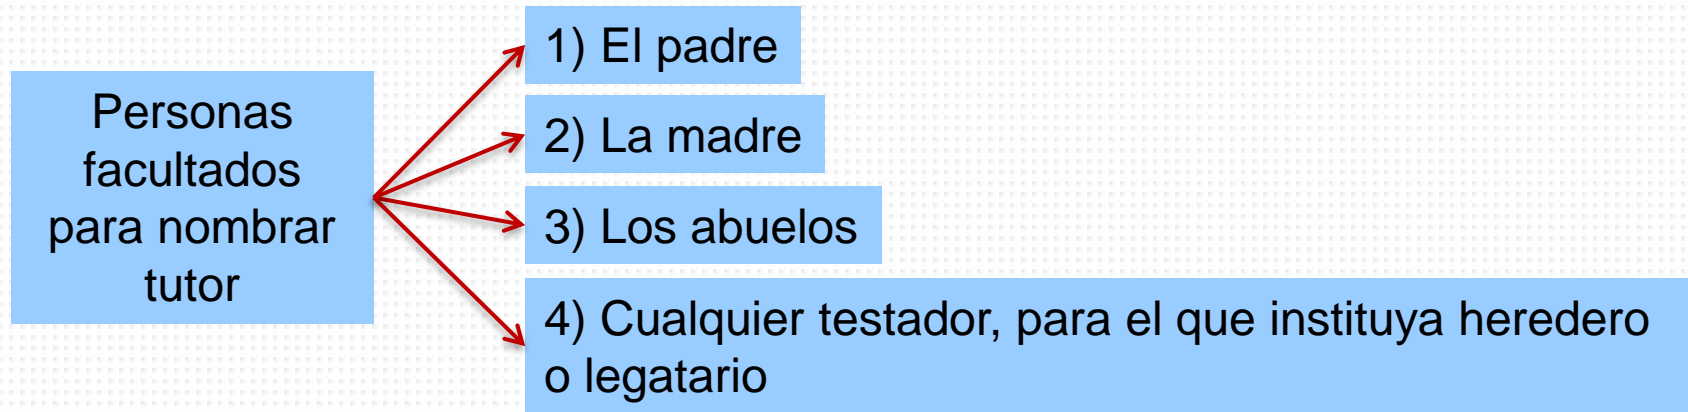 Personas
facultados
para nombrar
tutor
1) El padre
2) La madre
3) Los abuelos
4) Cualquier testador, para el que instituya heredero
o legatario